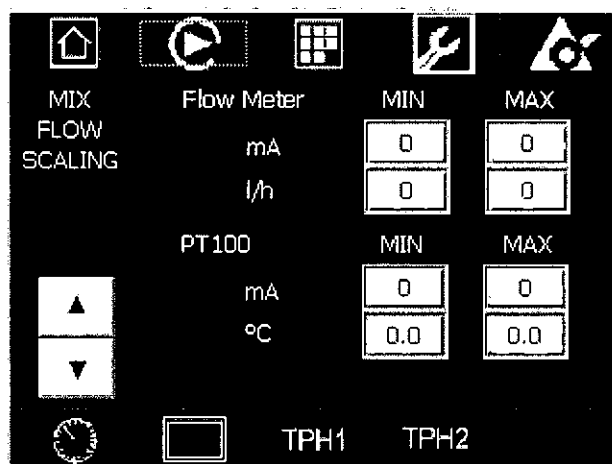 MIX FLOW SCALING
Flow Meter MIN MAX
mA 0 0
l/h 0 0
PT100 MIN MAX
mA 0 0
ºC 0.0 0.0
TPH1 TPH2